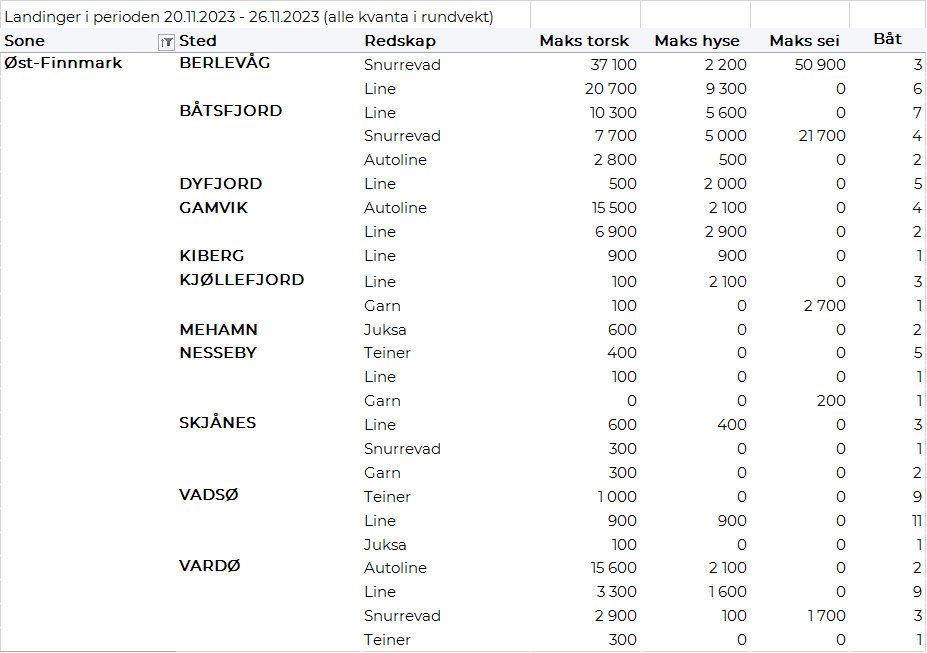 Landinger i perioden 20.11.2023 - 26.11.2023 (alle kvanta i rundvekt)
Sone Sted Redskap Maks torsk Maks hyse Maks sei Båt
Øst-Finnmark BERLEVÅG Snurrevad 37 100 2 200 50 900 3
Line 20 700 9 300 0 6
BÅTSFJORD Line 10 300 5 600 0 7
Snurrevad 7 700 5 000 21 700 4
Autoline 2 800 500 0 2
DYFJORD Line 500 2 000 0 5
GAMVIK Autoline 15 500 2 100 0 4
Line 6 900 2 900 0 2
KIBERG Line 900 900 0 1
KJØLLEFJORD Line 100 2 100 0 3
Garn 100 0 2 700 1
MEHAMN Juksa 600 0 0 2
NESSEBY Teiner 400 0 0 5
Line 100 0 0 1
Garn 0 0 200 1
SKJÅNES Line 600 400 0 3
Snurrevad 300 0 0 1
Garn 300 0 0 2
VADSØ Teiner 1 000 0 0 9
Line 900 900 0 11
Juksa 100 0 0 1
VARDØ Autoline 15 600 2 100 0 2
Line 3 300 1 600 0 9
Snurrevad 2 900 100 1 700 3
Teiner 300 0 0 1